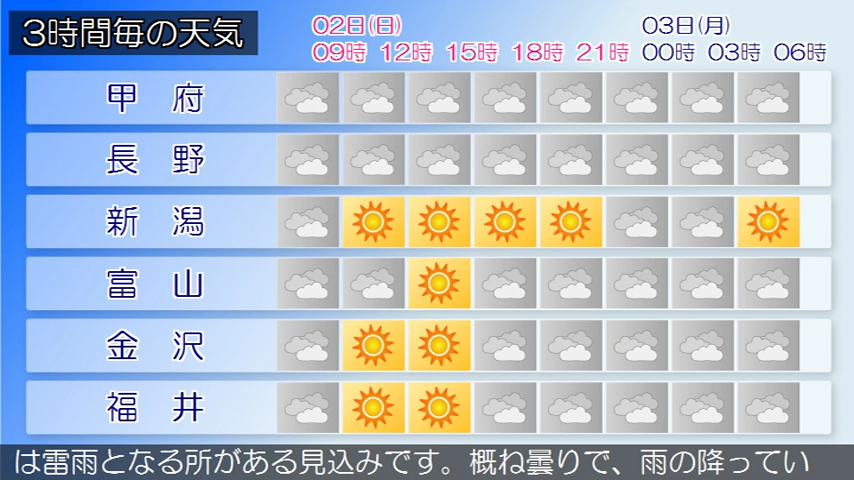 3時間毎の天気
02日(日) 03日(月)
09時 12時 15時 18時 21時 00時 03時 06時
甲 府
長 野
新 潟
富 山
金 沢
福 井
は雷雨となる所がある見込みです。概ね曇りで、雨の降ってい